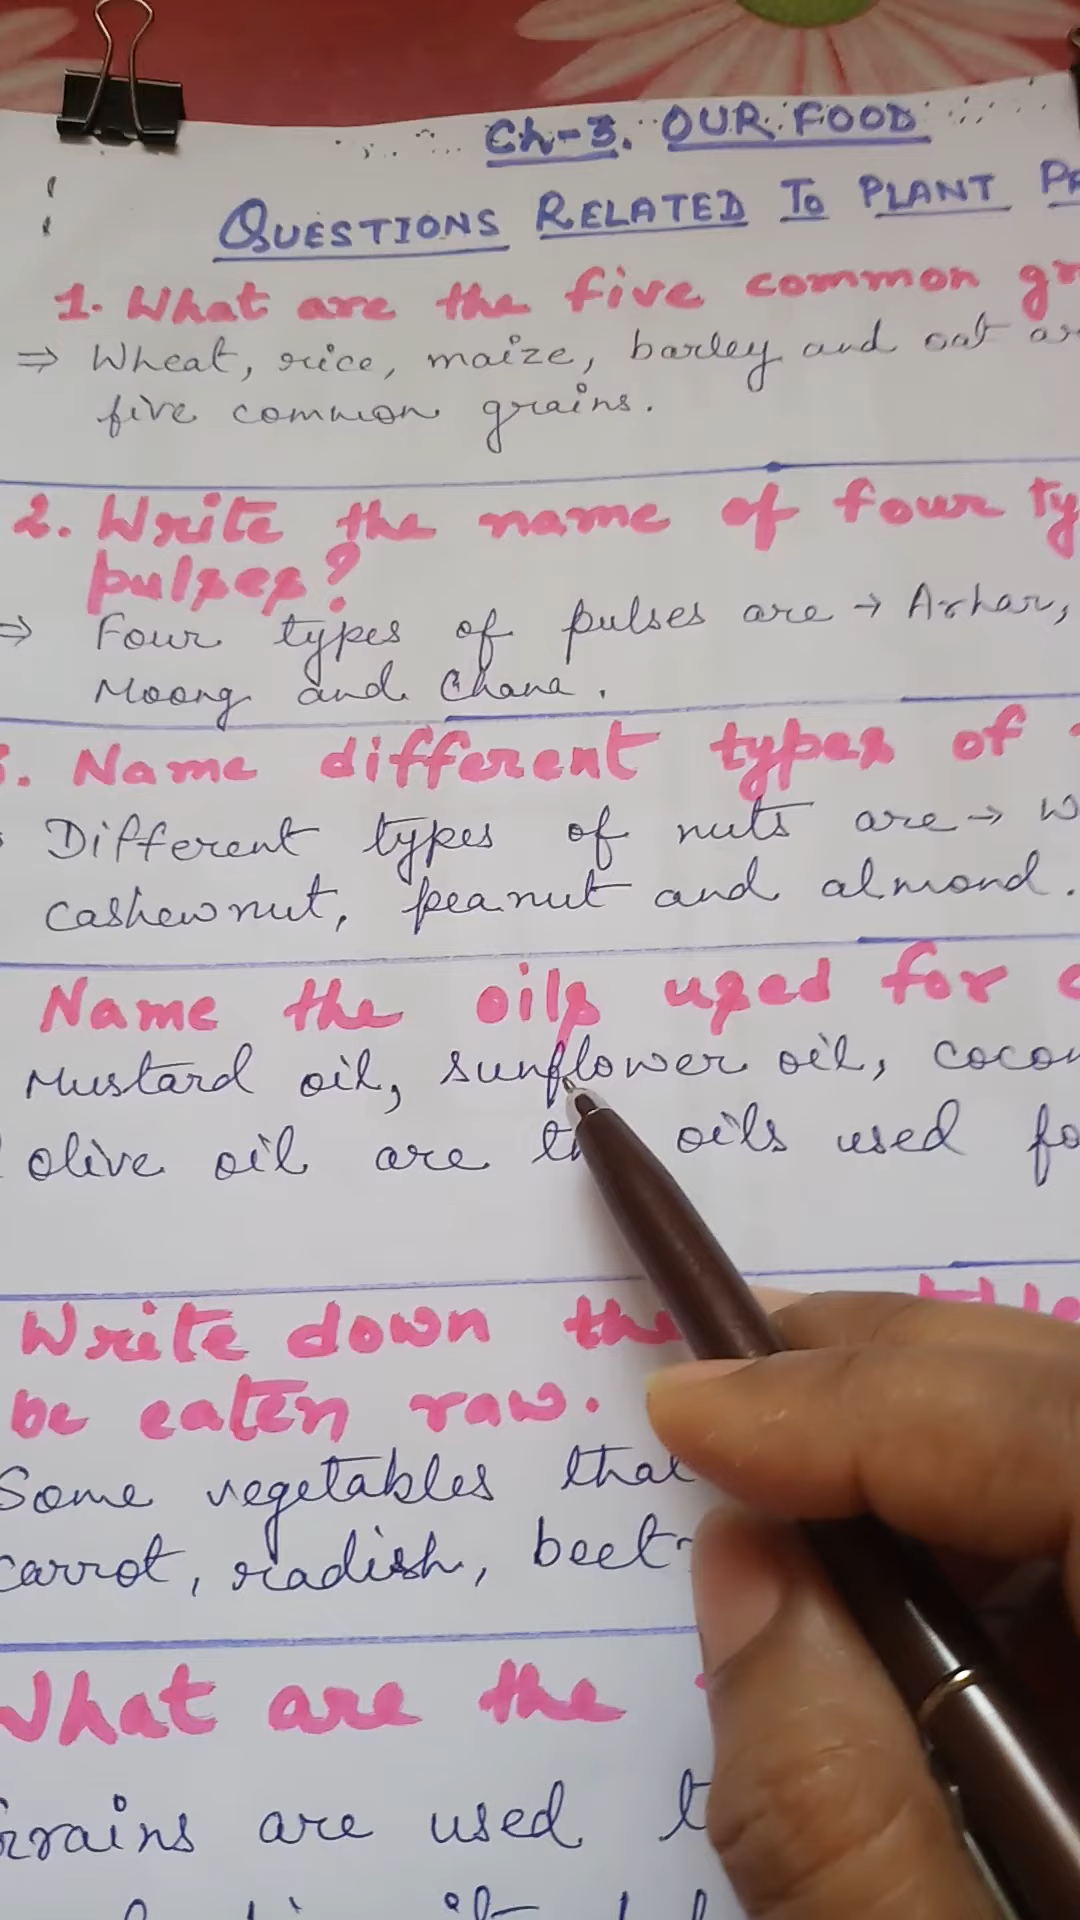 Ch-3. OUR FOOD
QUESTIONS RELATED TO PLANT
1. What are the five common
⇒ Wheat, rice, maize, barley and oat
five common grains.
2. Write the name of four
pulses?
⇒ Four types of pulses are → Arhar,
Moong and Chana.
Name different types of
Different types of nuts are →
cashewnut, peanut and almond.
Name the oils used for
Mustard oil, sunflower oil,
olive oil are oils used
Write down
be eaten raw.
Some vegetables that
carrot, radish,
What are the
are used